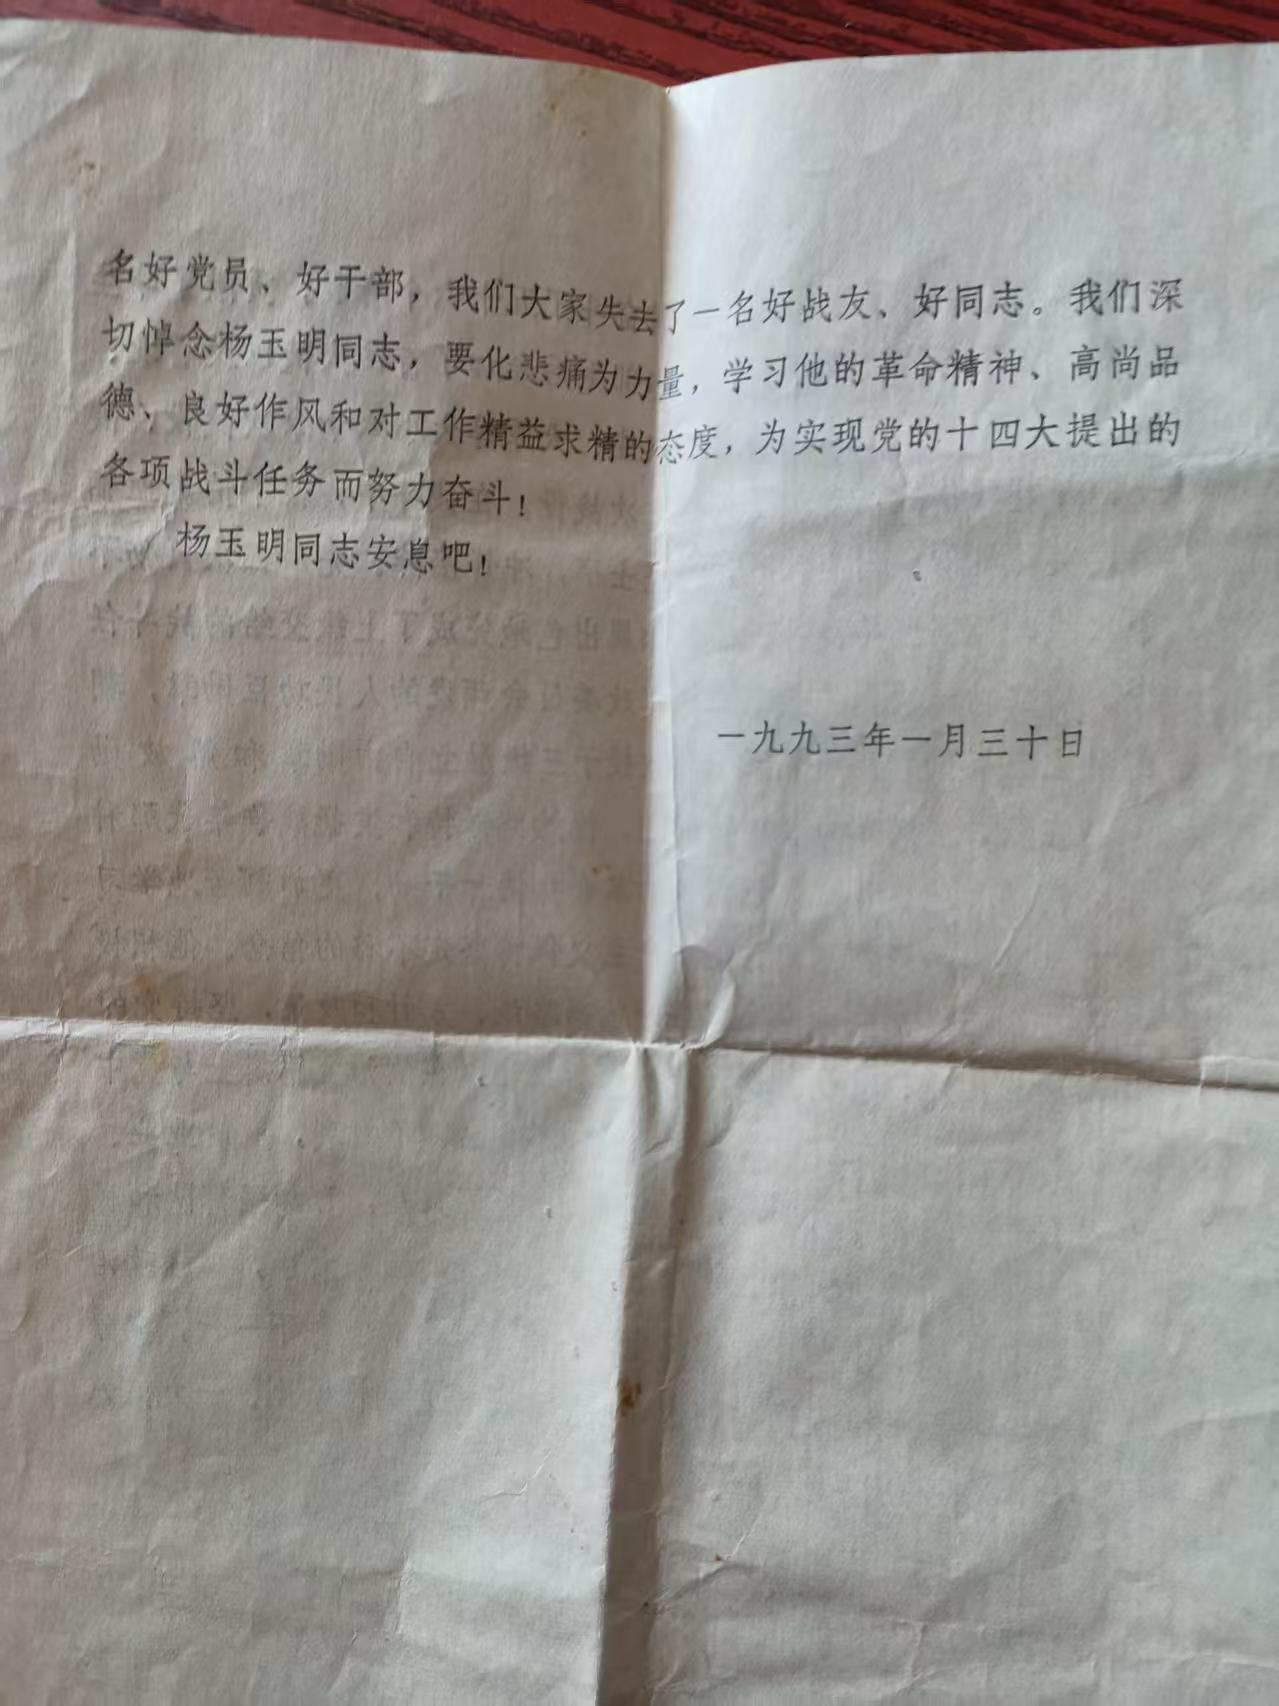 名好党员、好干部，我们大家失去了一名好战友、好同志。我们深
切悼念杨玉明同志，要化悲痛为力量，学习他的革命精神、高尚品
德、良好作风和对工作精益求精的态度，为实现党的十四大提出的
各项战斗任务而努力奋斗！
杨玉明同志安息吧！
一九九三年一月三十日